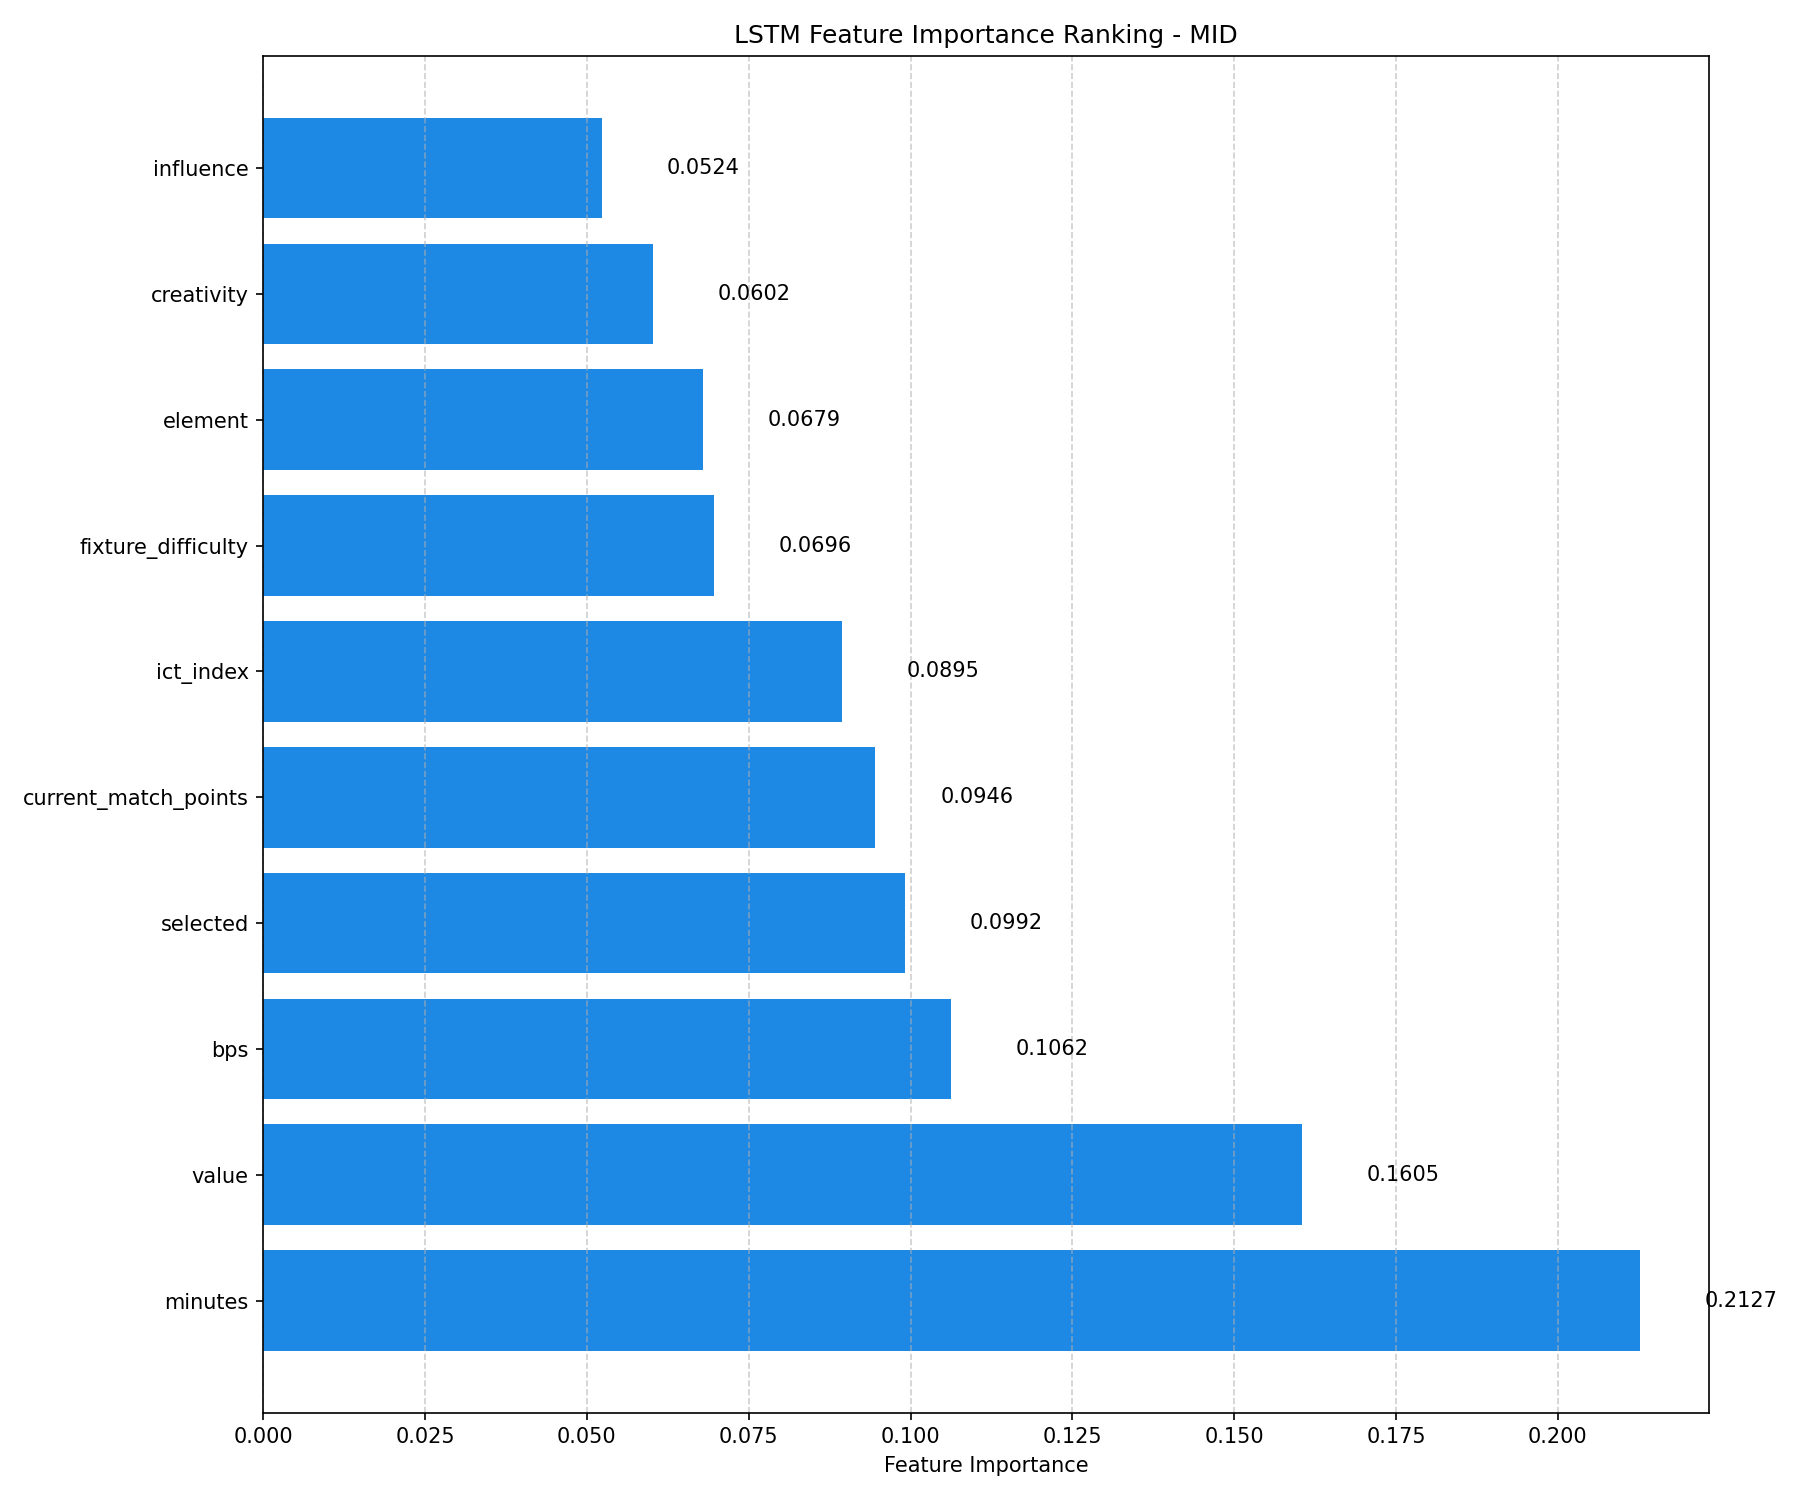 LSTM Feature Importance Ranking - MID
influence 0.0524
creativity 0.0602
element 0.0679
fixture_difficulty 0.0696
ict_index 0.0895
current_match_points 0.0946
selected 0.0992
bps 0.1062
value 0.1605
minutes 0.2127
0.000 0.025 0.050 0.075 0.100 0.125 0.150 0.175 0.200
Feature Importance